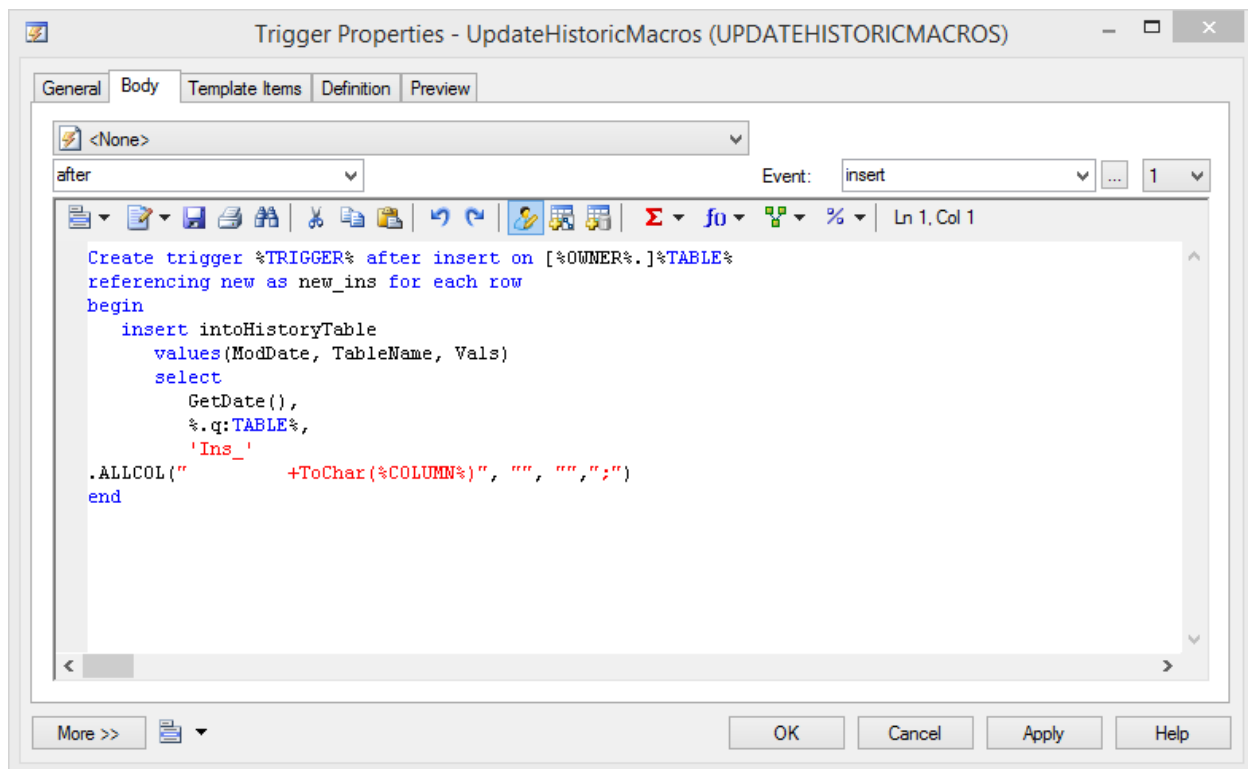 Trigger Properties - UpdateHistoricMacros (UPDATEHISTORICMACROS)
General Body Template Items Definition Preview
<None>
after Event: insert ... 1
Σ f() % Ln 1, Col 1
Create trigger %TRIGGER% after insert on [%OWNER%.]%TABLE%
referencing new as new_ins for each row
begin
insert intoHistoryTable
values(ModDate, TableName, Vals)
select
GetDate(),
%.q:TABLE%,
'Ins_'
.ALLCOL("          +ToChar(%COLUMN%)", "", "",";")
end
More >> OK Cancel Apply Help